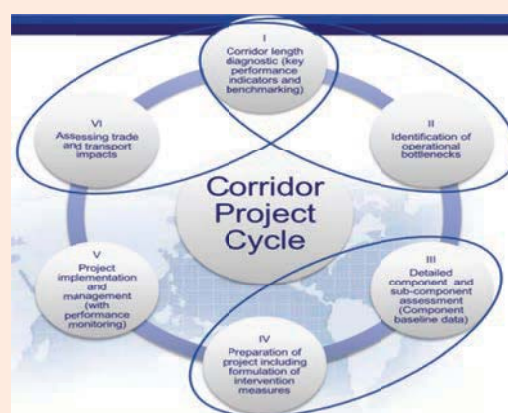 I
Corridor length
diagnostic (key
performance
indicators and
benchmarking)
II
Identification of
operational
bottlenecks
III
Detailed
component and
sub-component
assessment
(Component
baseline data)
IV
Preparation of
project including
formulation of
intervention
measures
V
Project
implementation
and
management
(with
performance
monitoring)
VI
Assessing trade
and transport
impacts
Corridor
Project
Cycle